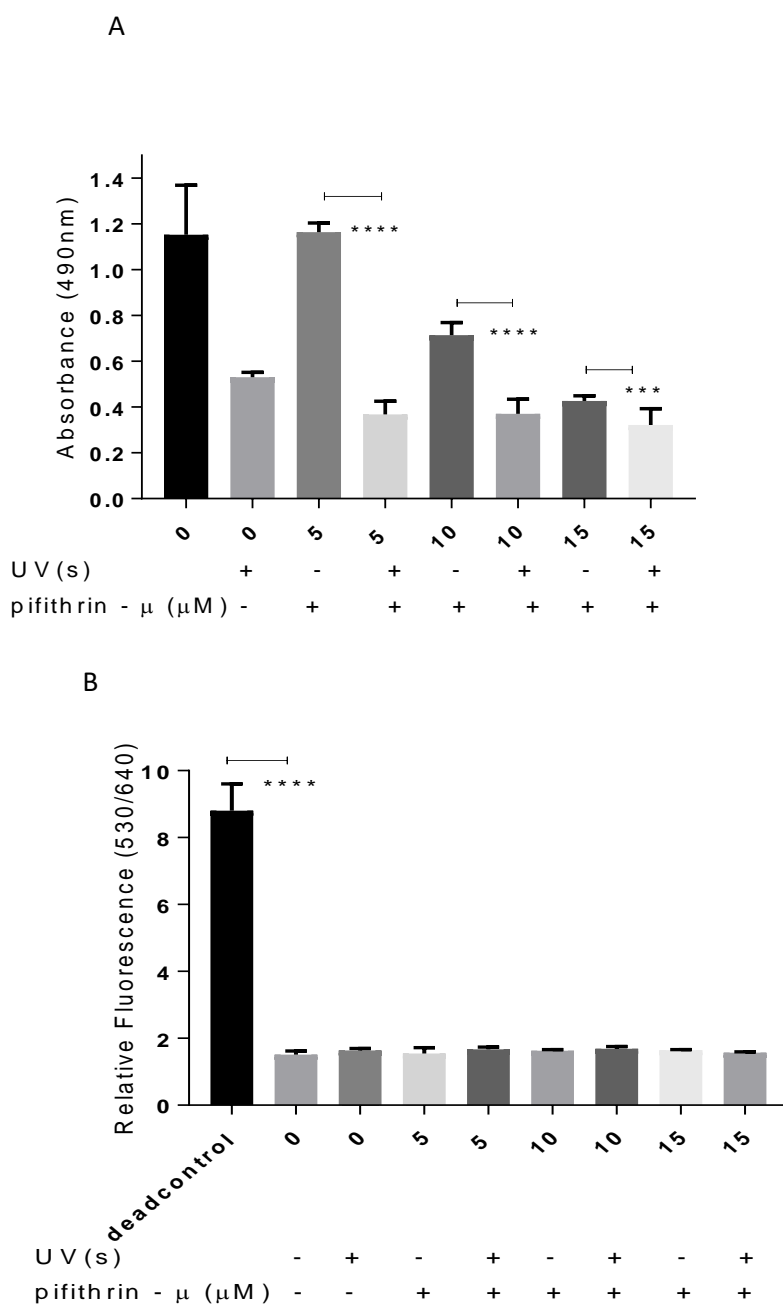 A
Absorbance (490nm)
1.4
1.2
1.0
0.8
0.6
0.4
0.2
0.0
****
****
***
0 0 5 5 10 10 15 15
UV(s) + - + - + - +
pifithrin - μ (μM) - + + + + + +
B
Relative Fluorescence (530/640)
10
8
6
4
2
0
****
deadcontrol 0 0 5 5 10 10 15 15
UV(s) - + - + - + - +
pifithrin - μ (μM) - - + + + + + +